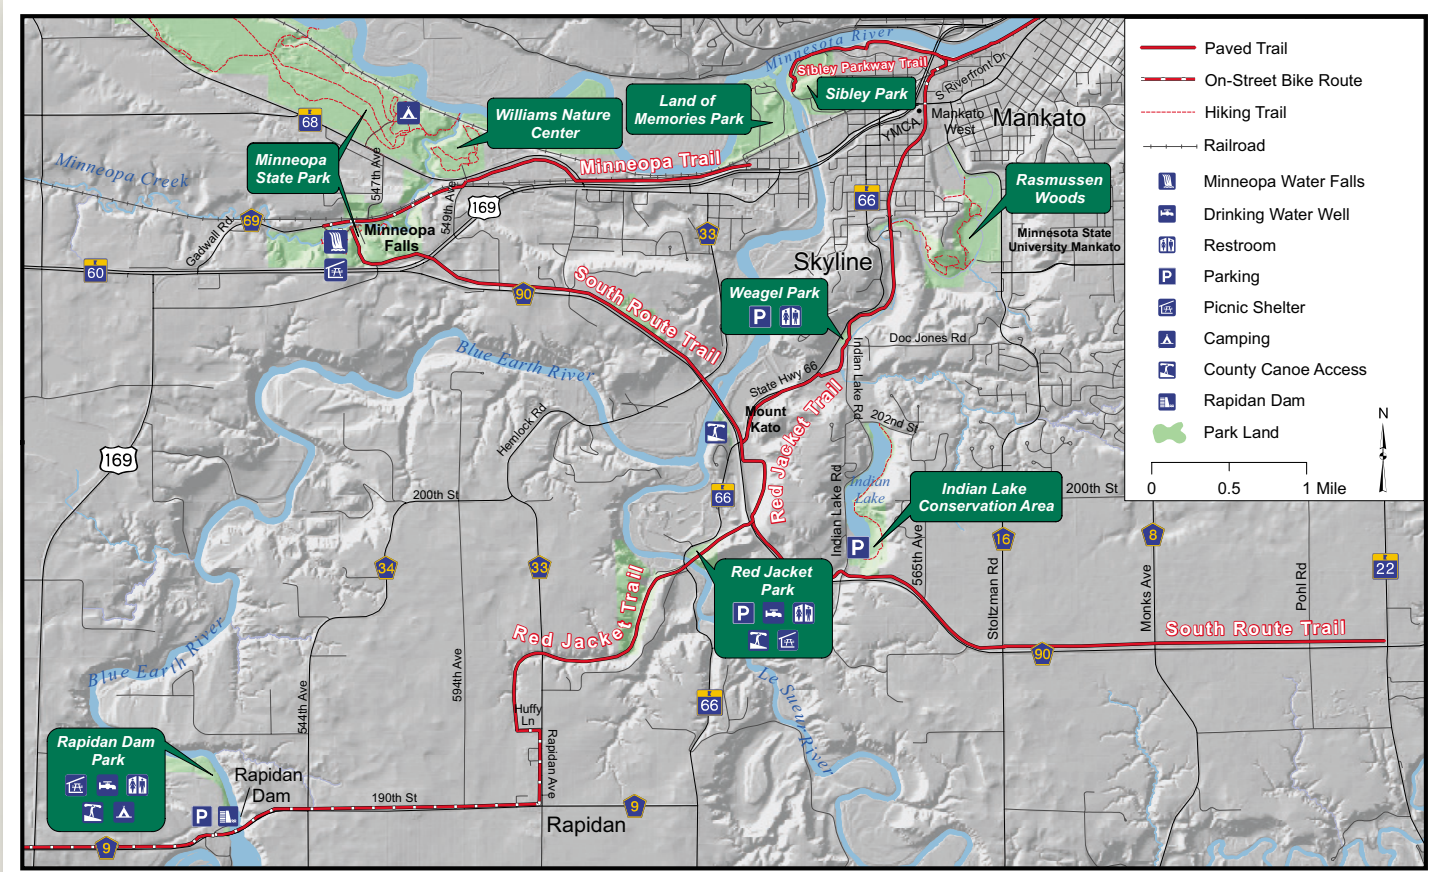 Minnesota River
Sibley Parkway Trail
S Riverfront Dr
Sibley Park
Land of
Memories Park
Williams Nature
Center
68
Mankato
West
Mankato
YMCA
Minneopa
State Park
Minneopa Creek
547th Ave
549th Ave
Minneopa Trail
169
66
Rasmussen
Woods
69
Gadwall Rd.
Minneopa
Falls
33
Minnesota State
University Mankato
Skyline
60
90
South Route Trail
Weagel Park
P
Doc Jones Rd
Indian Lake Rd
State Hwy 66
Blue Earth River
Hemlock Rd
Mount
Kato
Red Jacket Trail
202nd St
169
200th St
66
Indian Lake Rd
Indian
Lake
Indian Lake
Conservation Area
200th St
P
565th Ave
16
8
22
34
33
Red Jacket
Park
P
Stoltzman Rd
Monks Ave
Pohl Rd
Red Jacket Trail
South Route Trail
90
Blue Earth River
544th Ave
594th Ave
66
Le Sueur River
Huffy
Ln
Rapidan Ave
Rapidan Dam
Park
Rapidan
Dam
P
190th St
9
Rapidan
9
Paved Trail
On-Street Bike Route
Hiking Trail
Railroad
Minneopa Water Falls
Drinking Water Well
Restroom
P
Parking
Picnic Shelter
Camping
County Canoe Access
Rapidan Dam
Park Land
N
0 0.5 1 Mile